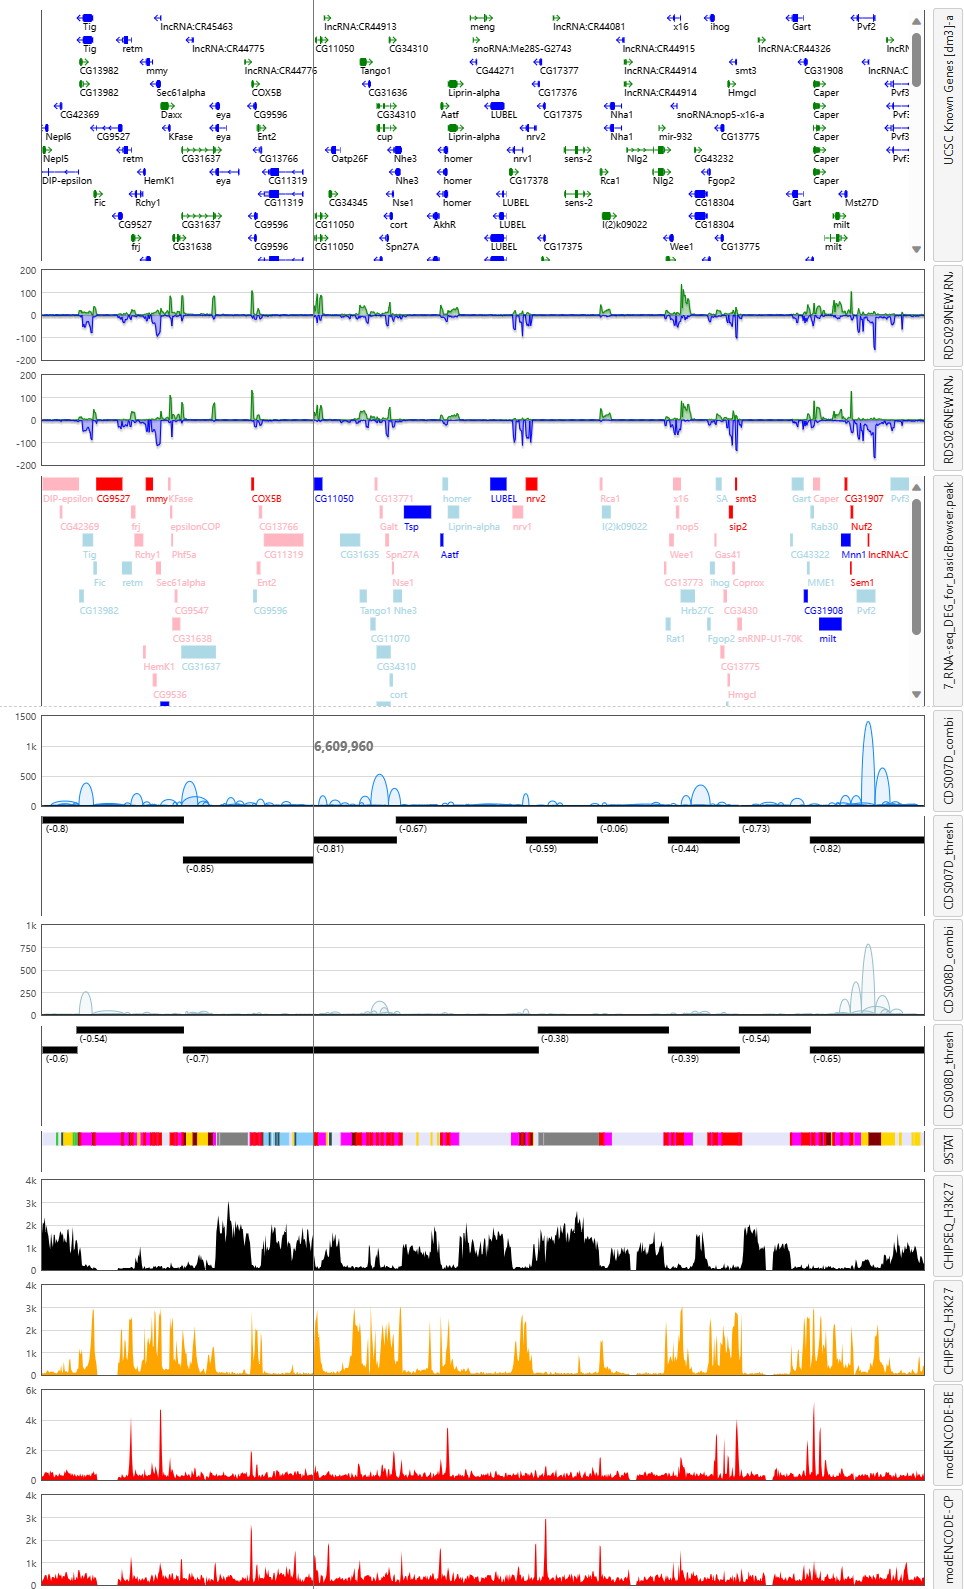 Tig lncRNA:CR45463 lncRNA:CR44913 meng lncRNA:CR44081 x16 ihog Gart Pvf2
Tig retm lncRNA:CR44775 CG11050 CG34310 snoRNA:Me28S-G2743 lncRNA:CR44915 lncRNA:CR44326 lncRN
CG13982 mmy lncRNA:CR44776 Tango1 CG44271 CG17377 lncRNA:CR44914 smt3 CG31908 lncRNA:C
CG13982 Sec61alpha COX5B CG31636 Liprin-alpha CG17376 lncRNA:CR44914 Hmgcl Caper Pvf3
CG42369 Daxx eya CG9596 CG34310 Aatf LUBEL CG17375 Nha1 snoRNA:nop5-x16-a Caper Pvf3
Nepl6 CG9527 KFase eya Ent2 cup Liprin-alpha nrv2 Nha1 mir-932 CG13775 Caper Pvf3
Nepl5 retm CG31637 CG13766 Oatp26F Nhe3 homer nrv1 sens-2 Nlg2 CG43232 Caper Pvf3
DIP-epsilon HemK1 eya CG11319 Nhe3 homer CG17378 Rca1 Nlg2 Fgop2 Caper
Fic Rchy1 CG11319 CG34345 Nse1 homer LUBEL sens-2 CG18304 Gart Mst27D
CG9527 CG31637 CG9596 CG11050 cort AkhR LUBEL l(2)k09022 CG18304 milt
frj CG31638 CG9596 CG11050 Spn27A LUBEL CG17375 Wee1 CG13775 milt
UCSC Known Genes [dm3]-a
200
100
0
-100
-200
RDS029NEW.RN
200
100
0
-100
-200
RDS026NEW.RN
DIP-epsilon CG9527 mmy KFase COX5B CG11050 CG13771 homer LUBEL nrv2 Rca1 x16 SA smt3 Gart Caper CG31907 Pvf3
CG42369 frj epsilonCOP CG13766 Galt Tsp Liprin-alpha nrv1 l(2)k09022 nop5 sip2 Rab30 Nuf2
Tig Rchy1 Phf5a CG11319 CG31635 Spn27A Aatf Wee1 Gas41 CG43322 Mnn1 lncRNA:C
Fic retm Sec61alpha Ent2 Nse1 CG13773 ihog Coprox MME1 Sem1
CG13982 CG9547 CG9596 Tango1 Nhe3 Hrb27C CG3430 CG31908 Pvf2
CG31638 CG11070 Rat1 Fgop2 snRNP-U1-70K milt
HemK1 CG31637 CG34310 CG13775
CG9536 cort Hmgcl
7_RNA-seq_DEG_for_basicBrowser.peak
1500
1k
500
0
6,609,960
CDS007D_combi
(-0.8) (-0.67) (-0.06) (-0.73)
(-0.81) (-0.59) (-0.44) (-0.82)
(-0.85)
CDS007D_thresh
1k
750
500
250
0
CDS008D_combi
(-0.54) (-0.38) (-0.54)
(-0.6) (-0.7) (-0.39) (-0.65)
CDS008D_thresh
9STAT
4k
3k
2k
1k
0
CHIPSEQ_H3K27
4k
3k
2k
1k
0
CHIPSEQ_H3K27
6k
4k
2k
0
modENCODE-BE
4k
3k
2k
1k
0
modENCODE-CP